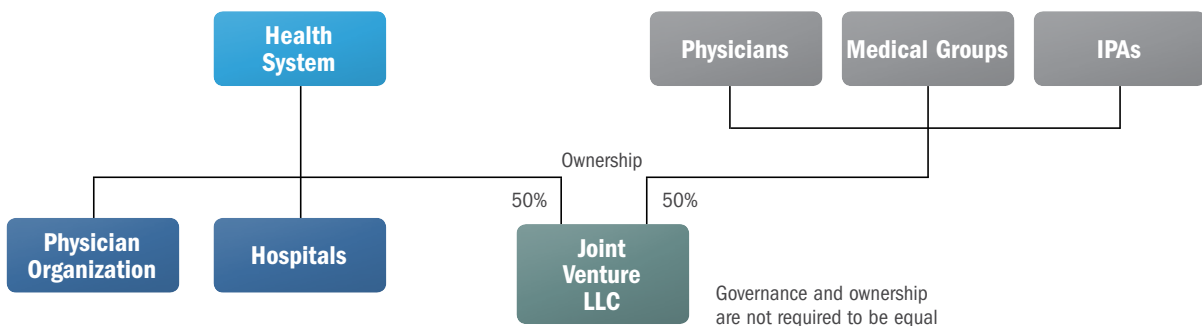 Health
System
Physicians
Medical Groups
IPAs
Ownership
50%
50%
Physician
Organization
Hospitals
Joint
Venture
LLC
Governance and ownership
are not required to be equal